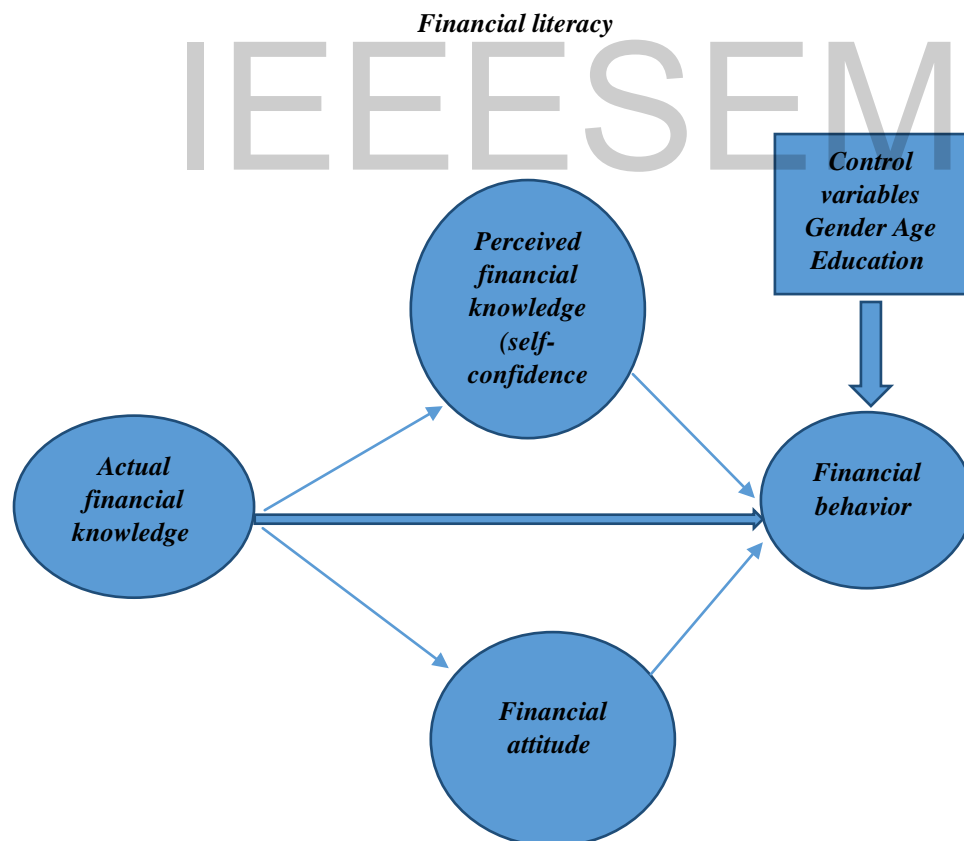 Financial literacy
IEEESEM
Control
variables
Gender Age
Education
Perceived
financial
knowledge
(self-
confidence
Actual
financial
knowledge
Financial
behavior
Financial
attitude